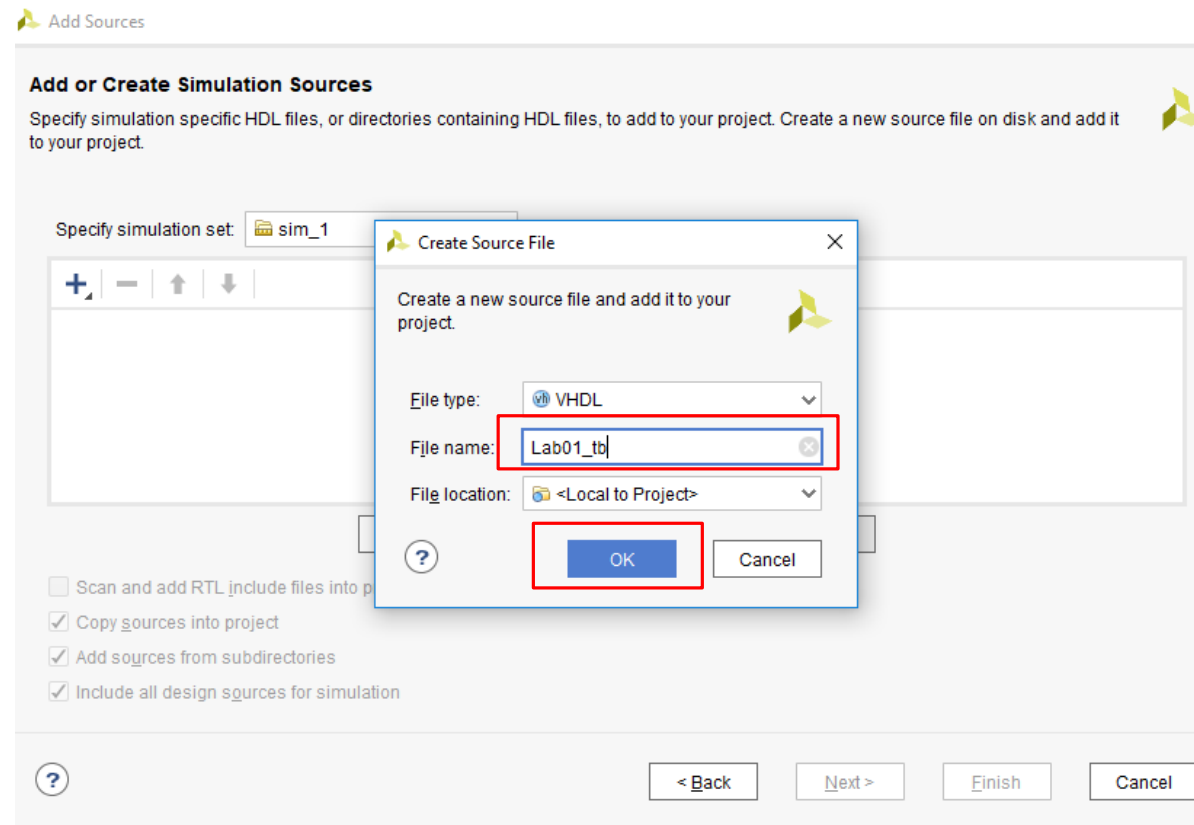 Add Sources
Add or Create Simulation Sources
Specify simulation specific HDL files, or directories containing HDL files, to add to your project. Create a new source file on disk and add it
to your project.
Specify simulation set: sim_1
Create Source File
Create a new source file and add it to your
project.
File type: vh VHDL
File name: Lab01_tb
File location: <Local to Project>
? OK Cancel
Scan and add RTL include files into p
Copy sources into project
Add sources from subdirectories
Include all design sources for simulation
? < Back Next > Finish Cancel